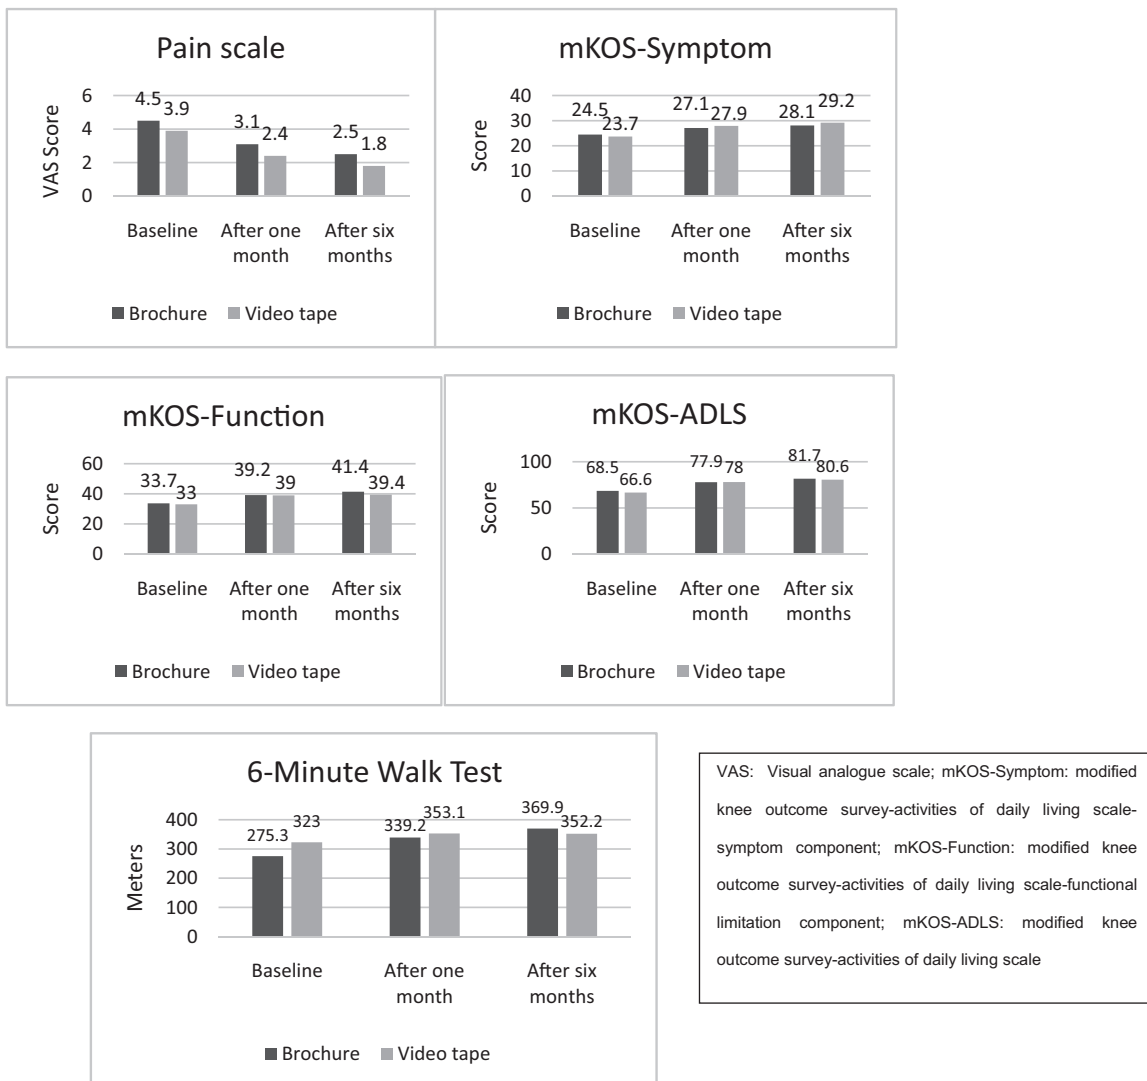 Pain scale
VAS Score
6
4
2
0
4.5
3.9
3.1
2.4
2.5
1.8
Baseline
After one month
After six months
Brochure
Video tape
mKOS-Symptom
Score
40
30
20
10
0
24.5
23.7
27.1
27.9
28.1
29.2
Baseline
After one month
After six months
Brochure
Video tape
mKOS-Function
Score
60
40
20
0
33.7
33
39.2
39
41.4
39.4
Baseline
After one month
After six months
Brochure
Video tape
mKOS-ADLS
Score
100
50
0
68.5
66.6
77.9
78
81.7
80.6
Baseline
After one month
After six months
Brochure
Video tape
6-Minute Walk Test
Meters
400
300
200
100
0
275.3
323
339.2
353.1
369.9
352.2
Baseline
After one month
After six months
Brochure
Video tape
VAS: Visual analogue scale; mKOS-Symptom: modified
knee outcome survey-activities of daily living scale-
symptom component; mKOS-Function: modified knee
outcome survey-activities of daily living scale-functional
limitation component; mKOS-ADLS: modified knee
outcome survey-activities of daily living scale